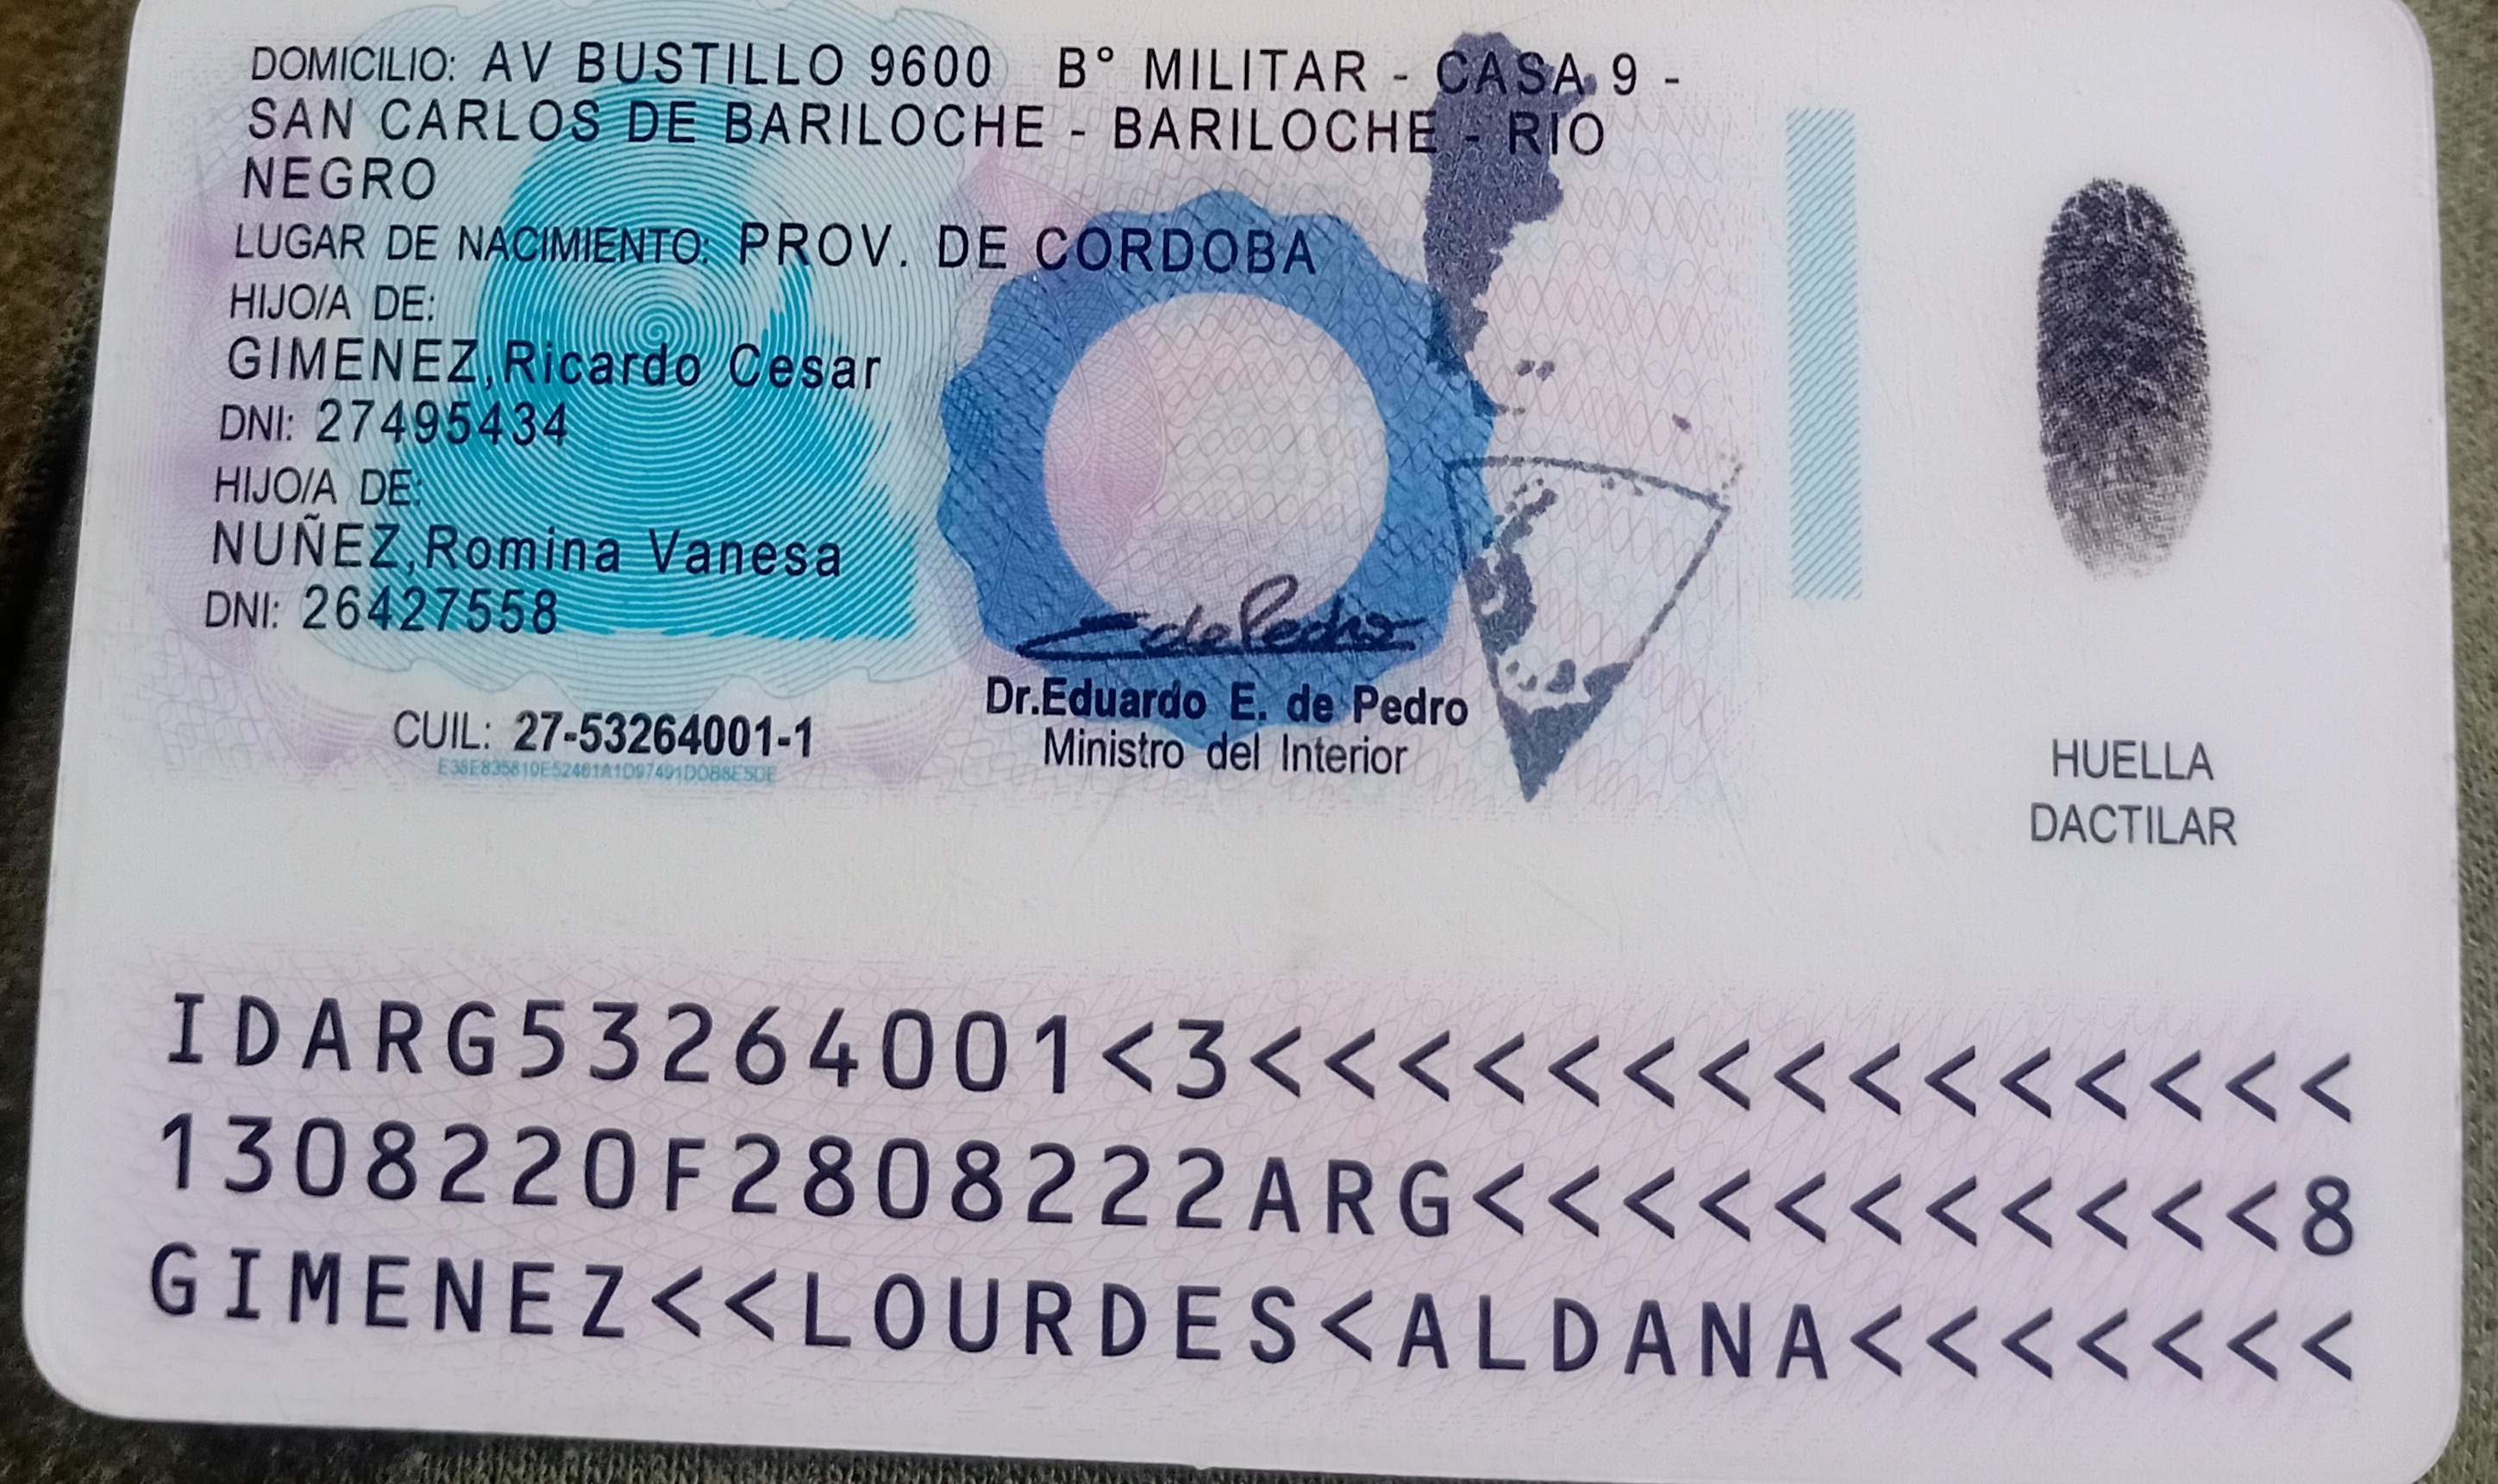 DOMICILIO: AV BUSTILLO 9600 B° MILITAR - CASA 9 -
SAN CARLOS DE BARILOCHE - BARILOCHE - RIO
NEGRO
LUGAR DE NACIMIENTO: PROV. DE CORDOBA
HIJO/A DE:
GIMENEZ,Ricardo Cesar
DNI: 27495434
HIJO/A DE:
NUÑEZ,Romina Vanesa
DNI: 26427558
CUIL: 27-53264001-1
EdePedro
Dr.Eduardo E. de Pedro
Ministro del Interior
HUELLA
DACTILAR
IDARG53264001<3<<<<<<<<<<<<<<<
1308220F2808222ARG<<<<<<<<<<<8
GIMENEZ<<LOURDES<ALDANA<<<<<<<